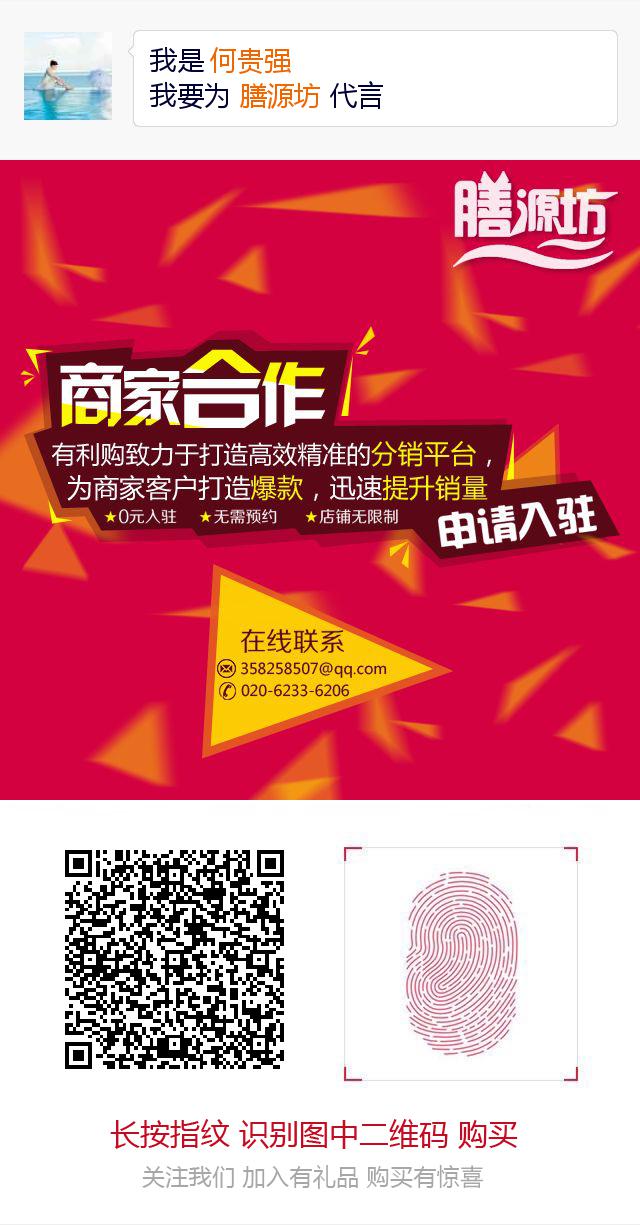 我是 何贵强
我要为 膳源坊 代言
膳源坊
商家合作
有利购致力于打造高效精准的分销平台，
为商家客户打造爆款，迅速提升销量
★0元入驻 ★无需预约 ★店铺无限制
申请入驻
在线联系
358258507@qq.com
020-6233-6206
长按指纹 识别图中二维码 购买
关注我们 加入有礼品 购买有惊喜